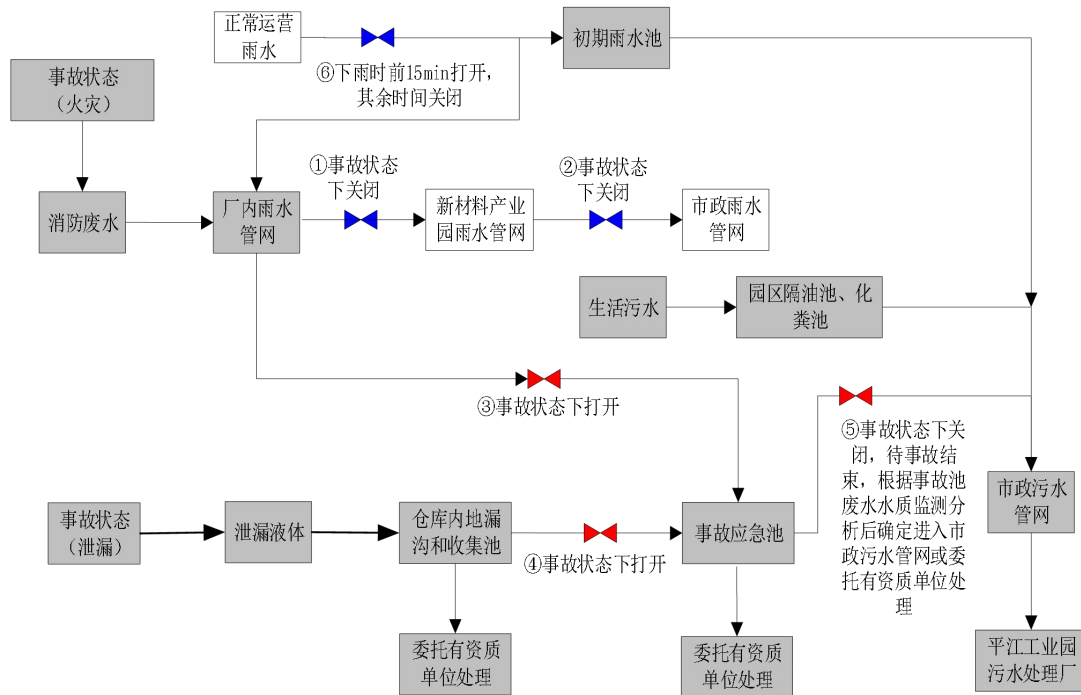 正常运营
雨水
初期雨水池
⑥下雨时前15min打开，
其余时间关闭
事故状态
（火灾）
①事故状态
下关闭
②事故状态
下关闭
消防废水
厂内雨水
管网
新材料产业
园雨水管网
市政雨水
管网
生活污水
园区隔油池、化
粪池
③事故状态下打开
⑤事故状态下关
闭，待事故结
束，根据事故池
废水水质监测分
析后确定进入市
政污水管网或委
托有资质单位处
理
市政污水
管网
事故状态
（泄漏）
泄漏液体
仓库内地漏
沟和收集池
④事故状态下打开
事故应急池
委托有资质
单位处理
委托有资质
单位处理
平江工业园
污水处理厂